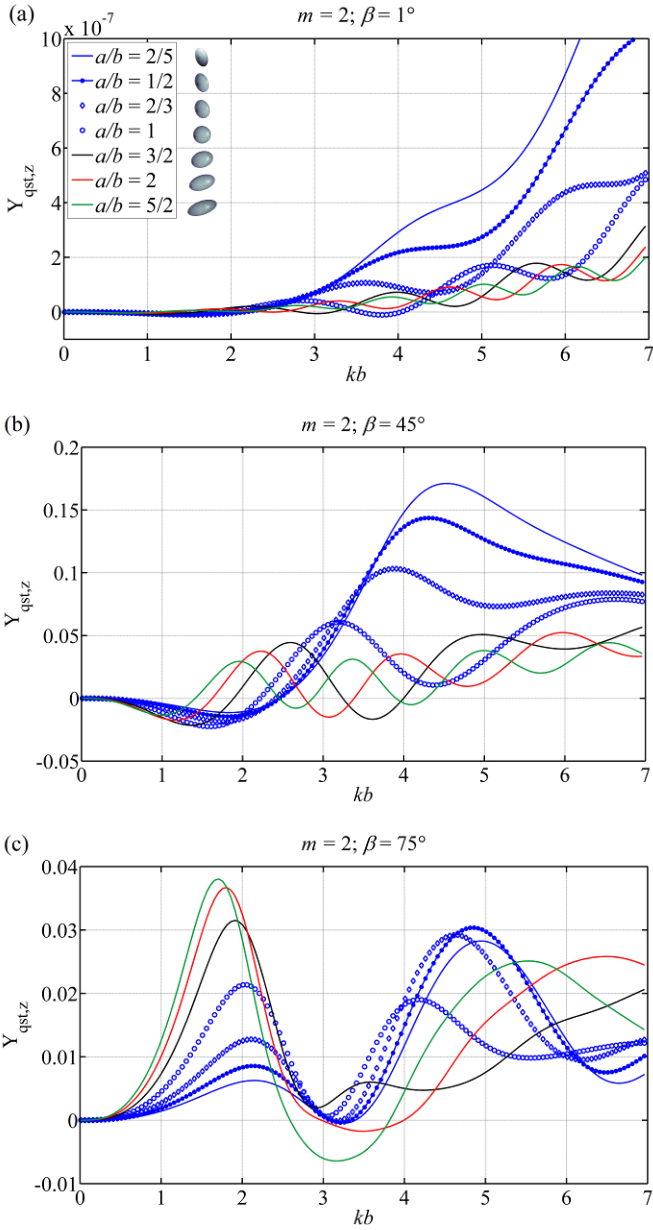 (a)
m = 2; β = 1°
x 10⁻⁷
10
8
6
4
2
0
Y_qst,z
a/b = 2/5
a/b = 1/2
a/b = 2/3
a/b = 1
a/b = 3/2
a/b = 2
a/b = 5/2
0 1 2 3 4 5 6 7
kb
(b)
m = 2; β = 45°
0.2
0.15
0.1
0.05
0
-0.05
Y_qst,z
0 1 2 3 4 5 6 7
kb
(c)
m = 2; β = 75°
0.04
0.03
0.02
0.01
0
-0.01
Y_qst,z
0 1 2 3 4 5 6 7
kb